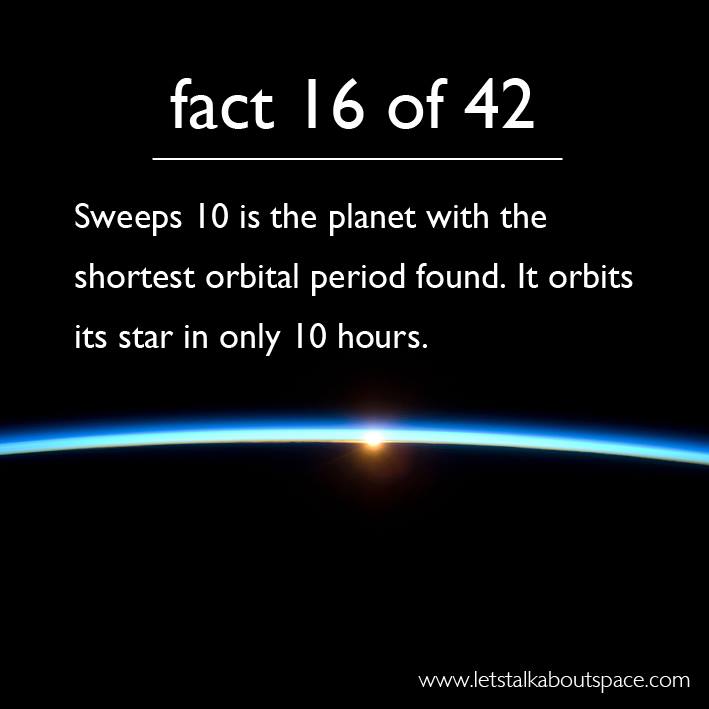 fact 16 of 42
Sweeps 10 is the planet with the
shortest orbital period found. It orbits
its star in only 10 hours.
www.letstalkaboutspace.com